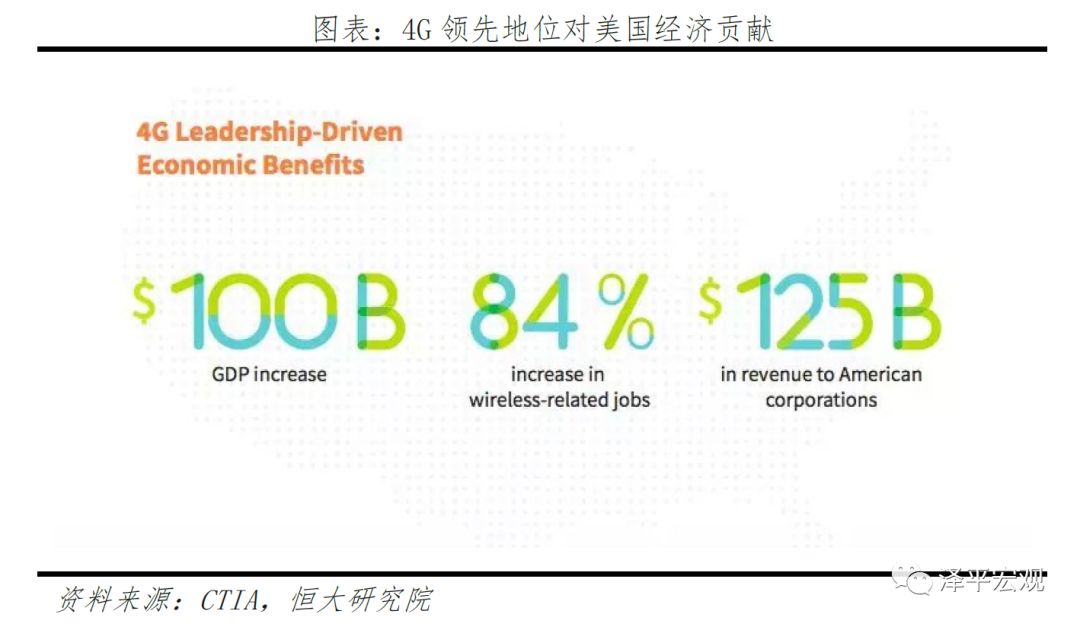 图表：4G 领先地位对美国经济贡献
4G Leadership-Driven
Economic Benefits
$100B 84% $125B
GDP increase increase in in revenue to American
wireless-related jobs corporations
资料来源：CTIA，恒大研究院
泽平宏观